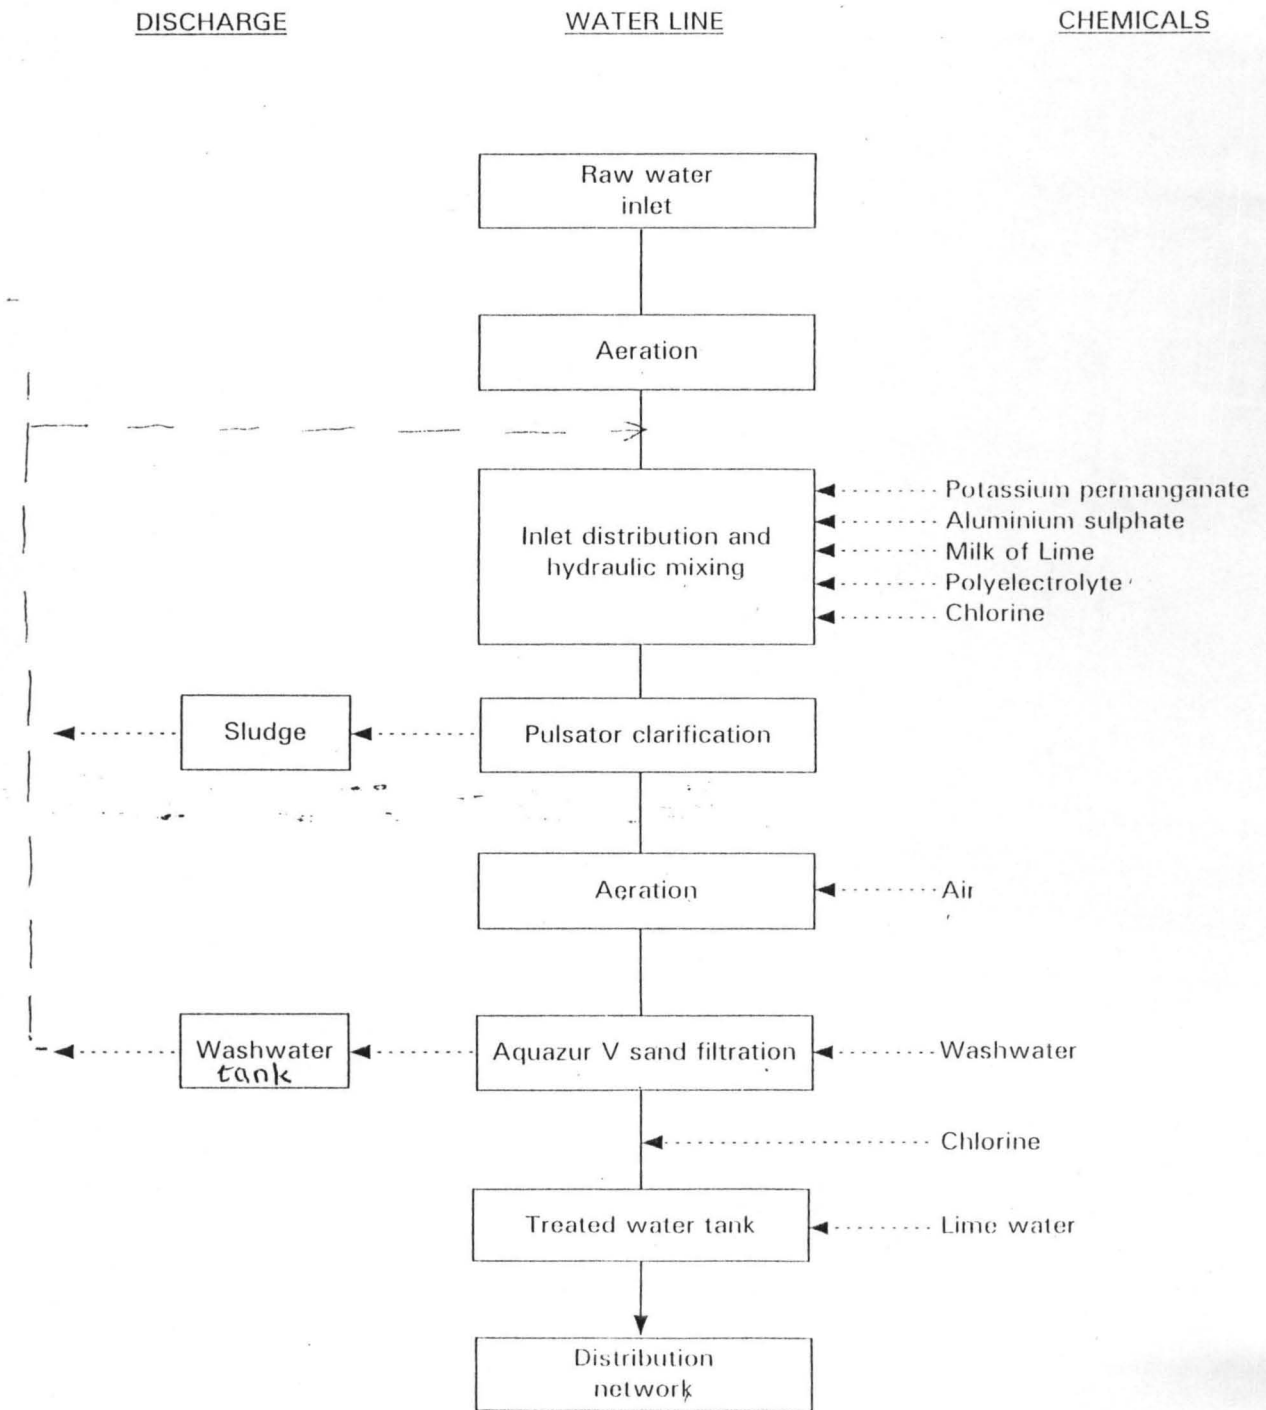 DISCHARGE
WATER LINE
CHEMICALS
Raw water
inlet
Aeration
Inlet distribution and
hydraulic mixing
Potassium permanganate
Aluminium sulphate
Milk of Lime
Polyelectrolyte
Chlorine
Sludge
Pulsator clarification
Aeration
Air
Washwater
tank
Aquazur V sand filtration
Washwater
Chlorine
Treated water tank
Lime water
Distribution
network